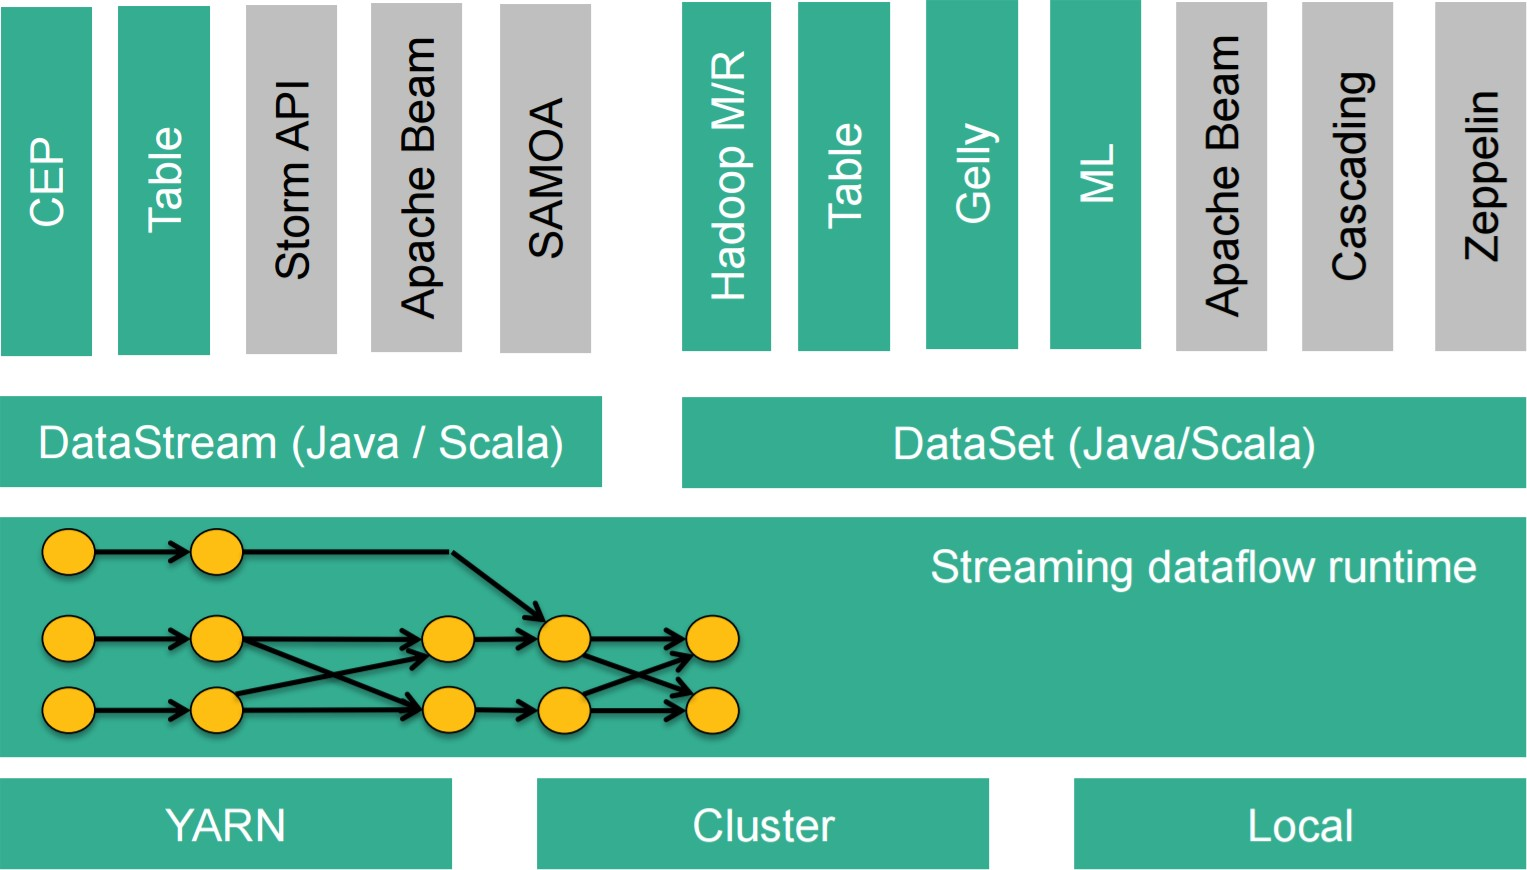 CEP
Table
Storm API
Apache Beam
SAMOA
Hadoop M/R
Table
Gelly
ML
Apache Beam
Cascading
Zeppelin
DataStream (Java / Scala)
DataSet (Java/Scala)
Streaming dataflow runtime
YARN
Cluster
Local